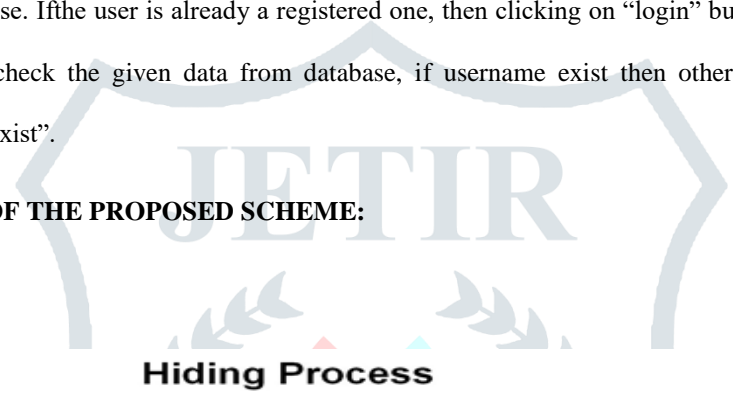 se. Ifthe user is already a registered one, then clicking on “login” bu
check the given data from database, if username exist then other
xist”.
JETIR
OF THE PROPOSED SCHEME:
Hiding Process